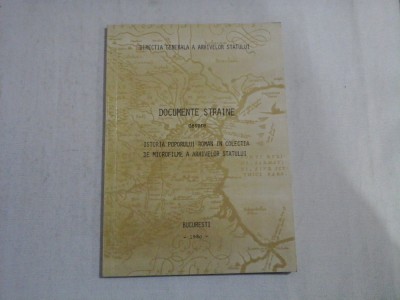 DIRECTIA GENERALA A ARHIVELOR STATULUI
DOCUMENTE STRAINE
DESPRE
ISTORIA POPORULUI ROMAN IN COLECTIA
DE MICROFILME A ARHIVELOR STATULUI
BUCURESTI